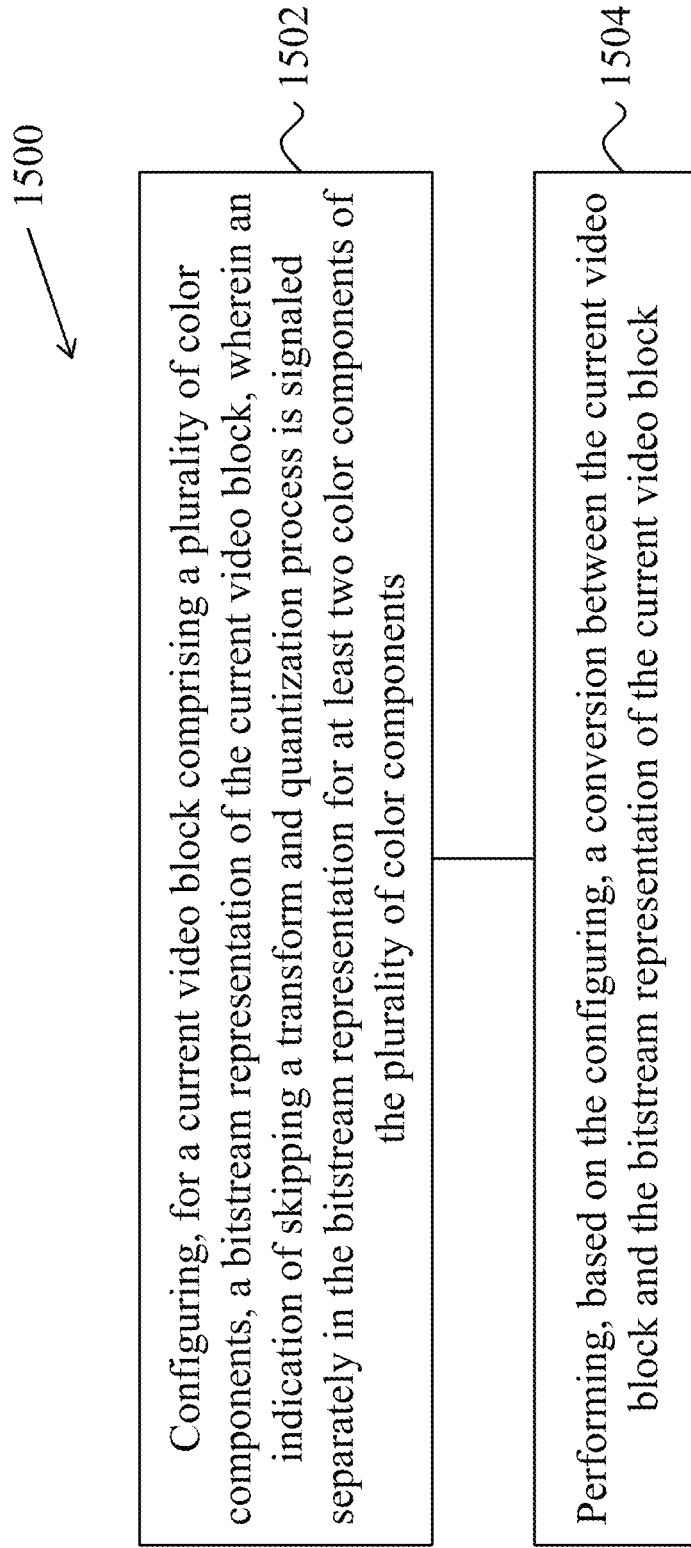 1500
Configuring, for a current video block comprising a plurality of color
components, a bitstream representation of the current video block, wherein an
indication of skipping a transform and quantization process is signaled
separately in the bitstream representation for at least two color components of
the plurality of color components
1502
Performing, based on the configuring, a conversion between the current video
block and the bitstream representation of the current video block
1504